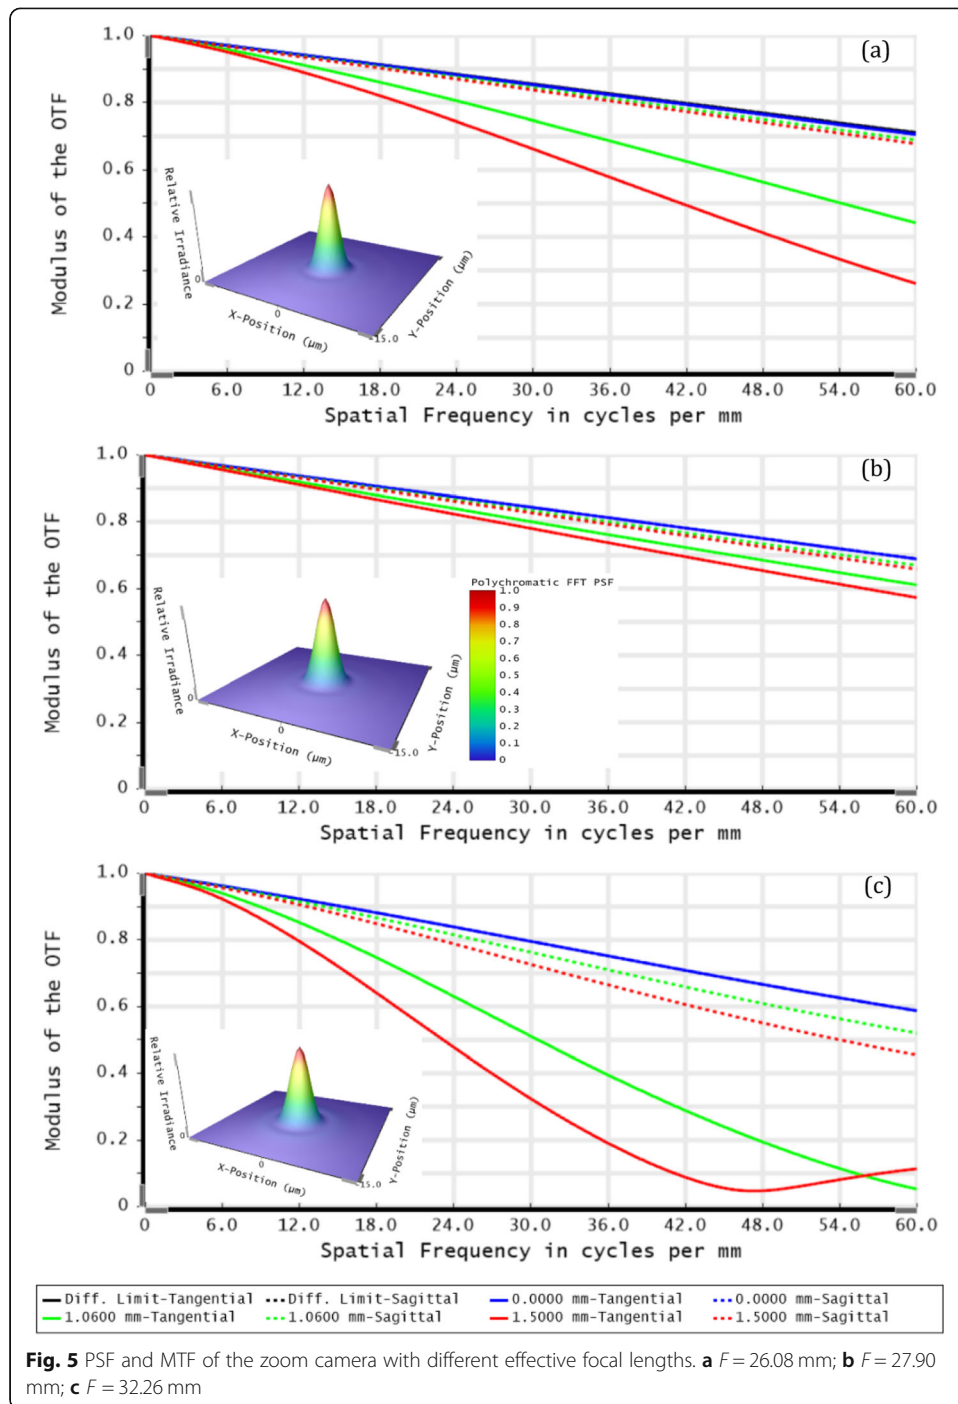 1.0
0.8
0.6
0.4
0.2
0
Modulus of the OTF
(a)
Relative Irradiance
0
0
X-Position (µm)
-15.0
Y-Position (µm)
0 6.0 12.0 18.0 24.0 30.0 36.0 42.0 48.0 54.0 60.0
Spatial Frequency in cycles per mm
1.0
0.8
0.6
0.4
0.2
0
Modulus of the OTF
(b)
Relative Irradiance
0
0
X-Position (µm)
-15.0
Y-Position (µm)
Polychromatic FFT PSF
1.0
0.9
0.8
0.7
0.6
0.5
0.4
0.3
0.2
0.1
0
0 6.0 12.0 18.0 24.0 30.0 36.0 42.0 48.0 54.0 60.0
Spatial Frequency in cycles per mm
1.0
0.8
0.6
0.4
0.2
0
Modulus of the OTF
(c)
Relative Irradiance
0
0
X-Position (µm)
-15.0
Y-Position (µm)
0 6.0 12.0 18.0 24.0 30.0 36.0 42.0 48.0 54.0 60.0
Spatial Frequency in cycles per mm
Diff. Limit-Tangential Diff. Limit-Sagittal 0.0000 mm-Tangential 0.0000 mm-Sagittal
1.0600 mm-Tangential 1.0600 mm-Sagittal 1.5000 mm-Tangential 1.5000 mm-Sagittal
Fig. 5 PSF and MTF of the zoom camera with different effective focal lengths. a F = 26.08 mm; b F = 27.90
mm; c F = 32.26 mm